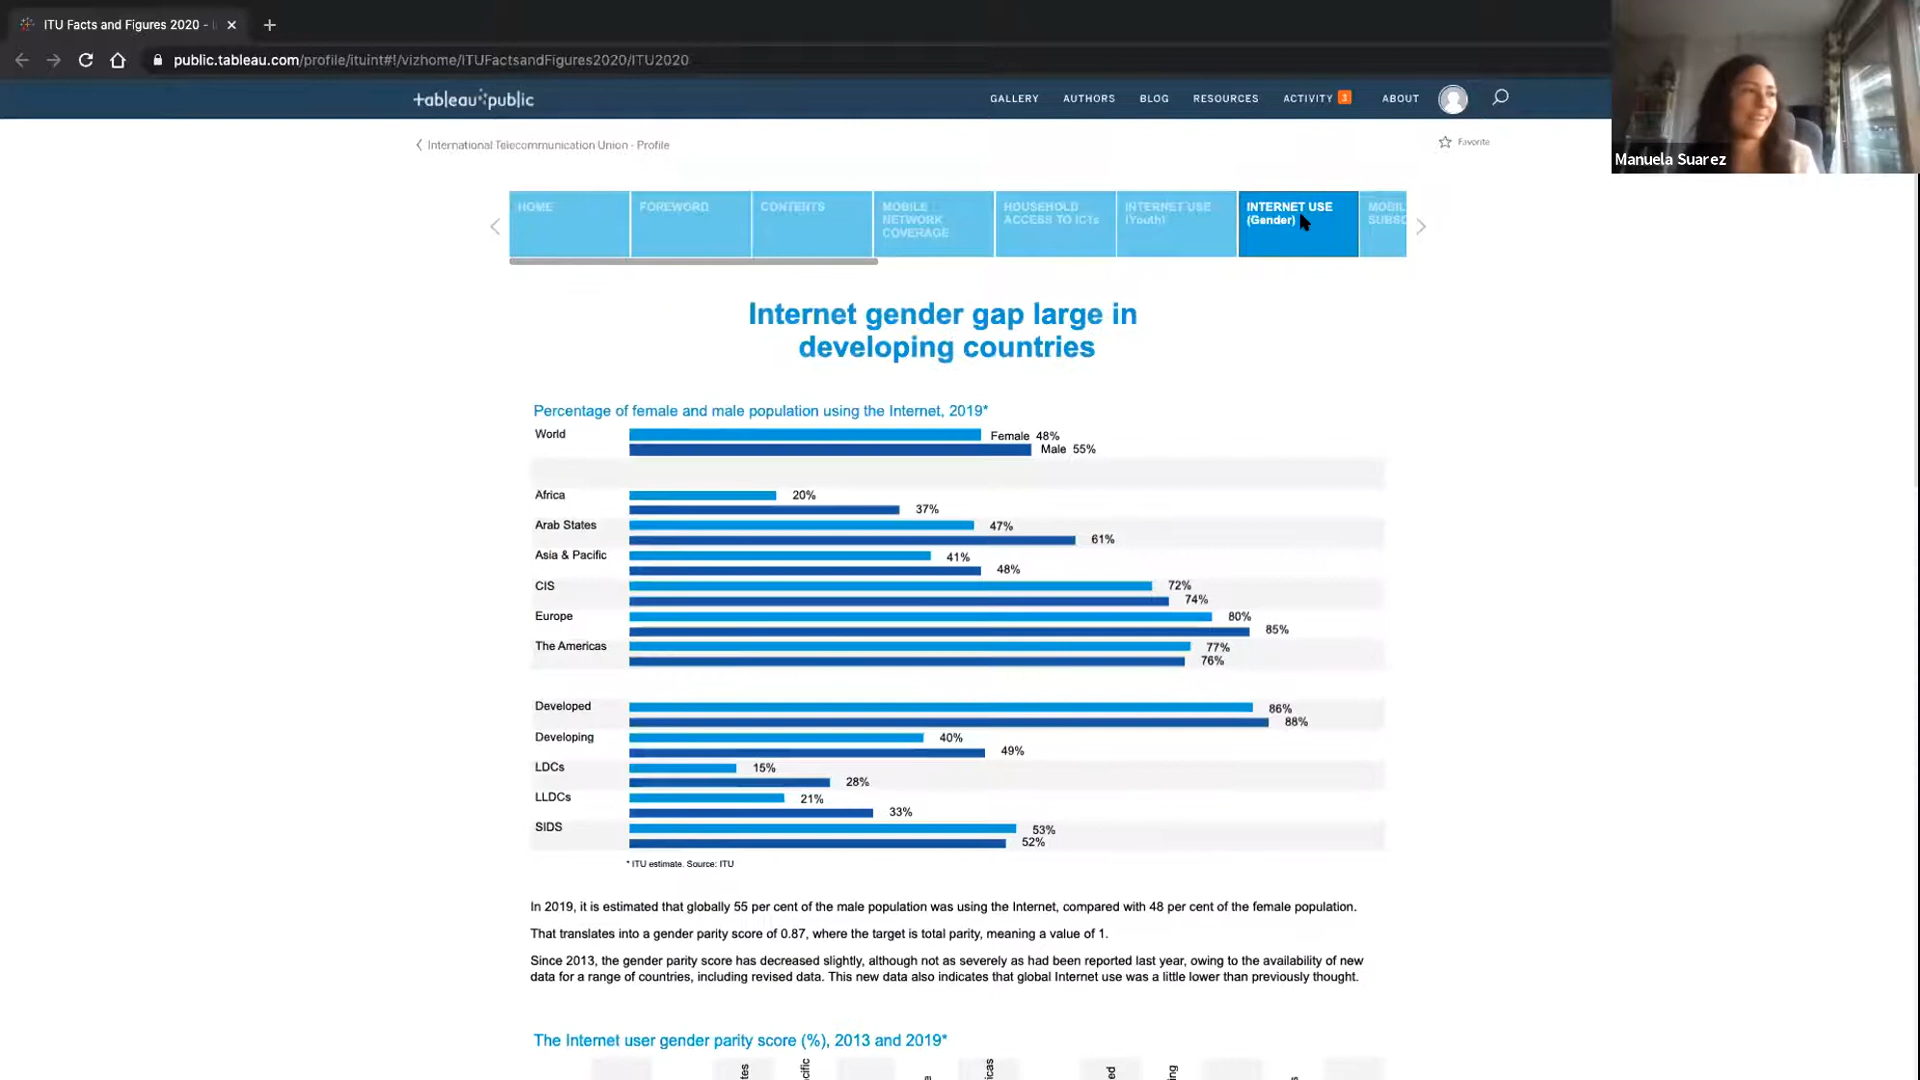 ITU Facts and Figures 2020 -
public.tableau.com/profile/ituint#!/vizhome/ITUFactsandFigures2020/ITU2020
+ableau public
GALLERY AUTHORS BLOG RESOURCES ACTIVITY 3 ABOUT
International Telecommunication Union - Profile
Favorite
Manuela Suarez
HOME
FOREWORD
CONTENTS
MOBILE
NETWORK
COVERAGE
HOUSEHOLD
ACCESS TO ICTs
INTERNET USE
(Youth)
INTERNET USE
(Gender)
Internet gender gap large in
developing countries
Percentage of female and male population using the Internet, 2019*
World
Female 48%
Male 55%
Africa
20%
37%
Arab States
47%
61%
Asia & Pacific
41%
48%
CIS
72%
74%
Europe
80%
85%
The Americas
77%
76%
Developed
86%
88%
Developing
40%
49%
LDCs
15%
28%
LLDCs
21%
33%
SIDS
53%
52%
* ITU estimate. Source: ITU
In 2019, it is estimated that globally 55 per cent of the male population was using the Internet, compared with 48 per cent of the female population.
That translates into a gender parity score of 0.87, where the target is total parity, meaning a value of 1.
Since 2013, the gender parity score has decreased slightly, although not as severely as had been reported last year, owing to the availability of new
data for a range of countries, including revised data. This new data also indicates that global Internet use was a little lower than previously thought.
The Internet user gender parity score (%), 2013 and 2019*